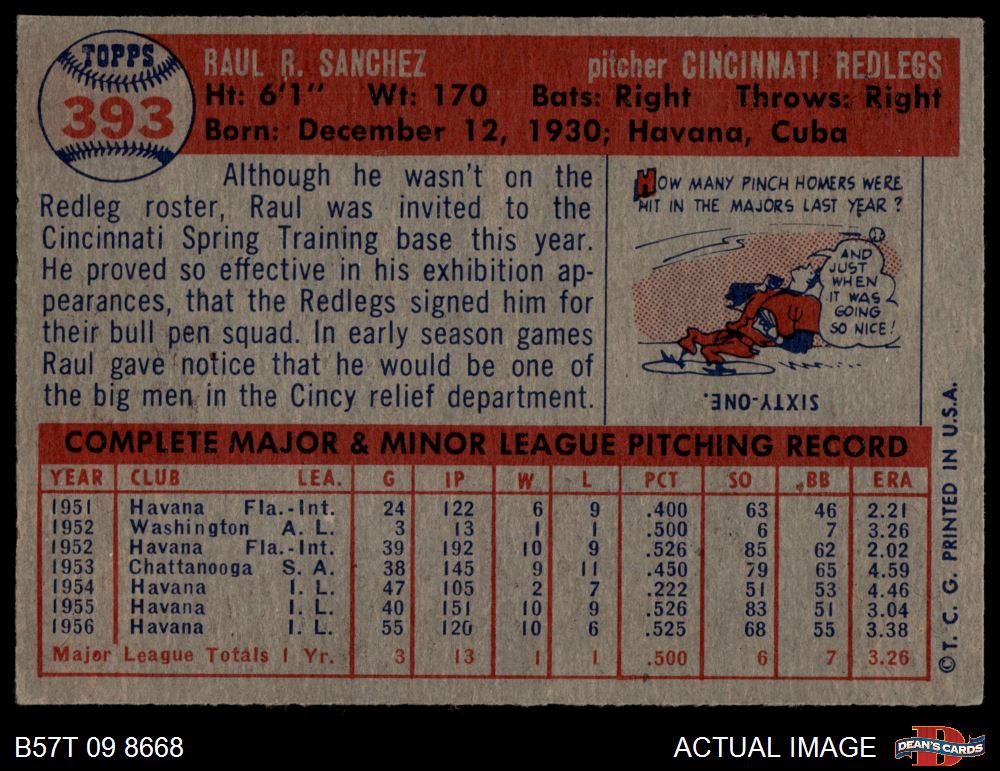 TOPPS
393
RAUL R. SANCHEZ pitcher CINCINNATI REDLEGS
Ht: 6'1" Wt: 170 Bats: Right Throws: Right
Born: December 12, 1930; Havana, Cuba
Although he wasn't on the
Redleg roster, Raul was invited to the
Cincinnati Spring Training base this year.
He proved so effective in his exhibition ap-
pearances, that the Redlegs signed him for
their bull pen squad. In early season games
Raul gave notice that he would be one of
the big men in the Cincy relief department.
HOW MANY PINCH HOMERS WERE
HIT IN THE MAJORS LAST YEAR?
AND
JUST
WHEN
IT WAS
GOING
SO NICE!
SIXTY-ONE.
COMPLETE MAJOR & MINOR LEAGUE PITCHING RECORD
YEAR CLUB LEA. G IP W L PCT SO BB ERA
1951 Havana Fla.-Int. 24 122 6 9 .400 63 46 2.21
1952 Washington A. L. 3 13 1 1 .500 6 7 3.26
1952 Havana Fla.-Int. 39 192 10 9 .526 85 62 2.02
1953 Chattanooga S. A. 38 145 9 11 .450 79 65 4.59
1954 Havana I. L. 47 105 2 7 .222 51 53 4.46
1955 Havana I. L. 40 151 10 9 .526 83 51 3.04
1956 Havana I. L. 55 120 10 6 .525 68 55 3.38
Major League Totals 1 Yr. 3 13 1 1 .500 6 7 3.26
© T. C. G. PRINTED IN U.S.A.
B57T 09 8668
ACTUAL IMAGE
DEAN'S CARDS